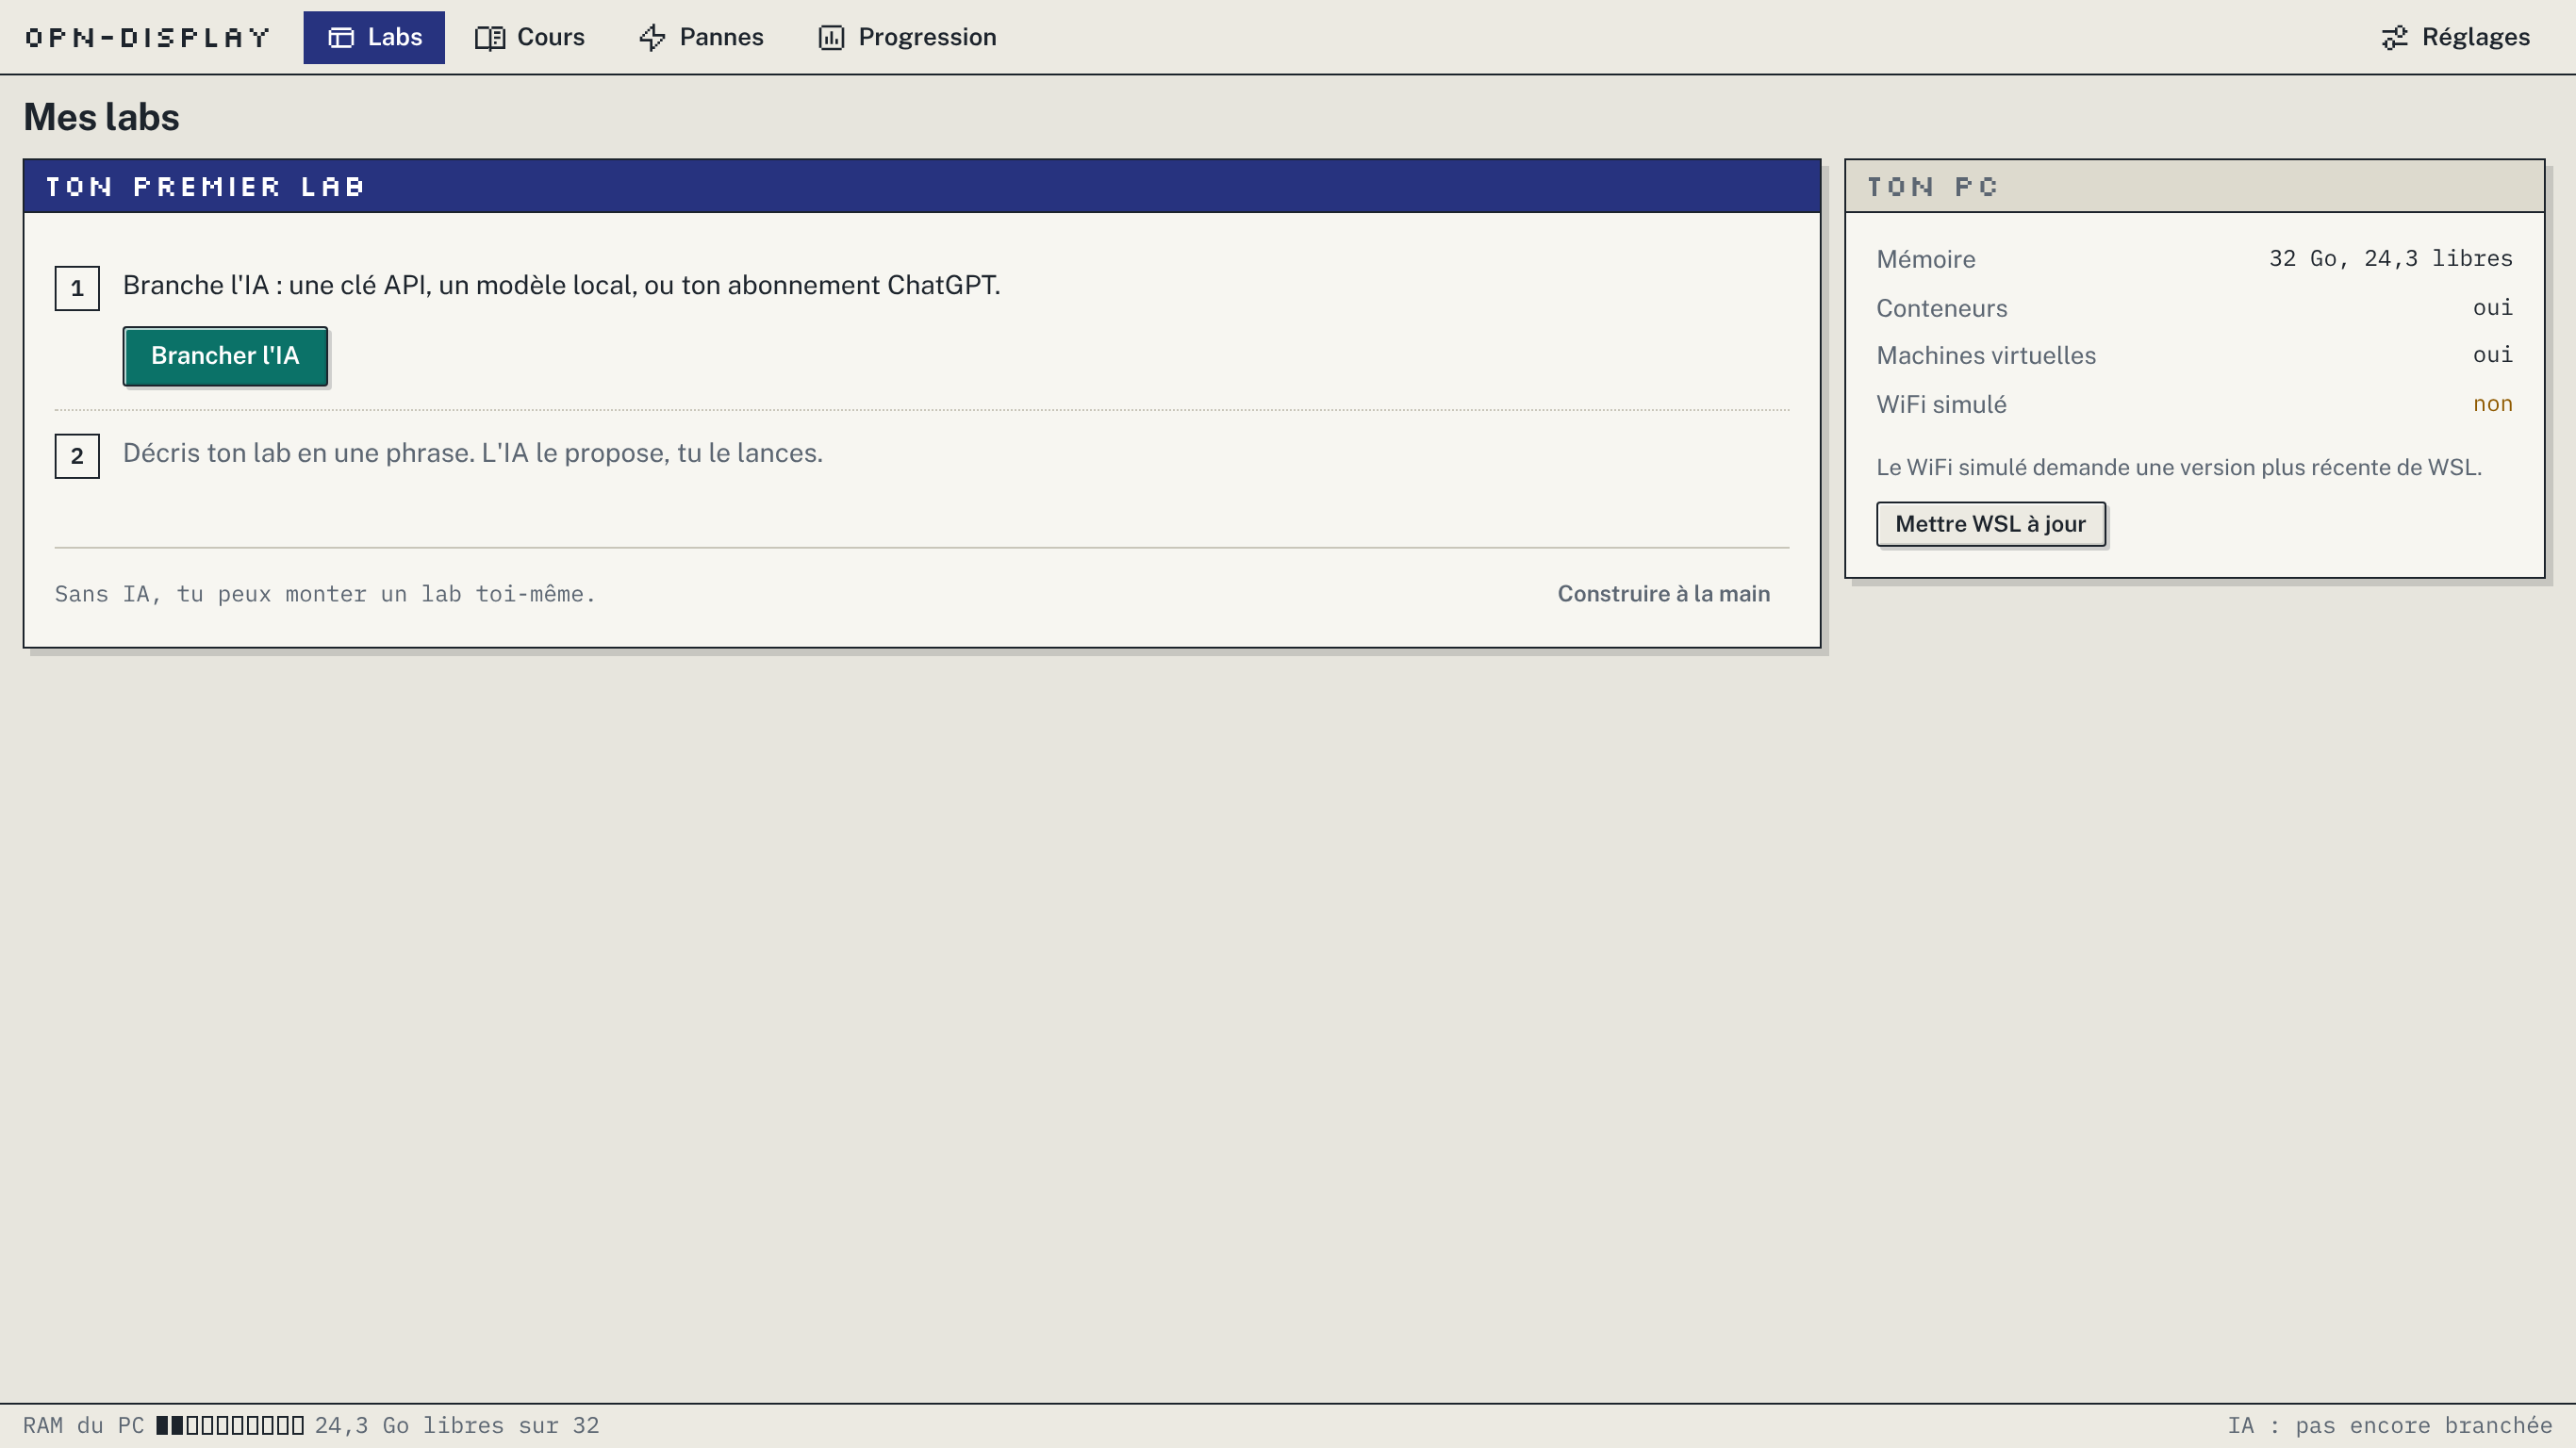 OPN-DISPLAY
Labs
Cours
Pannes
Progression
Réglages
Mes labs
TON PREMIER LAB
1
Branche l'IA : une clé API, un modèle local, ou ton abonnement ChatGPT.
Brancher l'IA
2
Décris ton lab en une phrase. L'IA le propose, tu le lances.
Sans IA, tu peux monter un lab toi-même.
Construire à la main
TON PC
Mémoire 32 Go, 24,3 libres
Conteneurs oui
Machines virtuelles oui
WiFi simulé non
Le WiFi simulé demande une version plus récente de WSL.
Mettre WSL à jour
RAM du PC 24,3 Go libres sur 32
IA : pas encore branchée